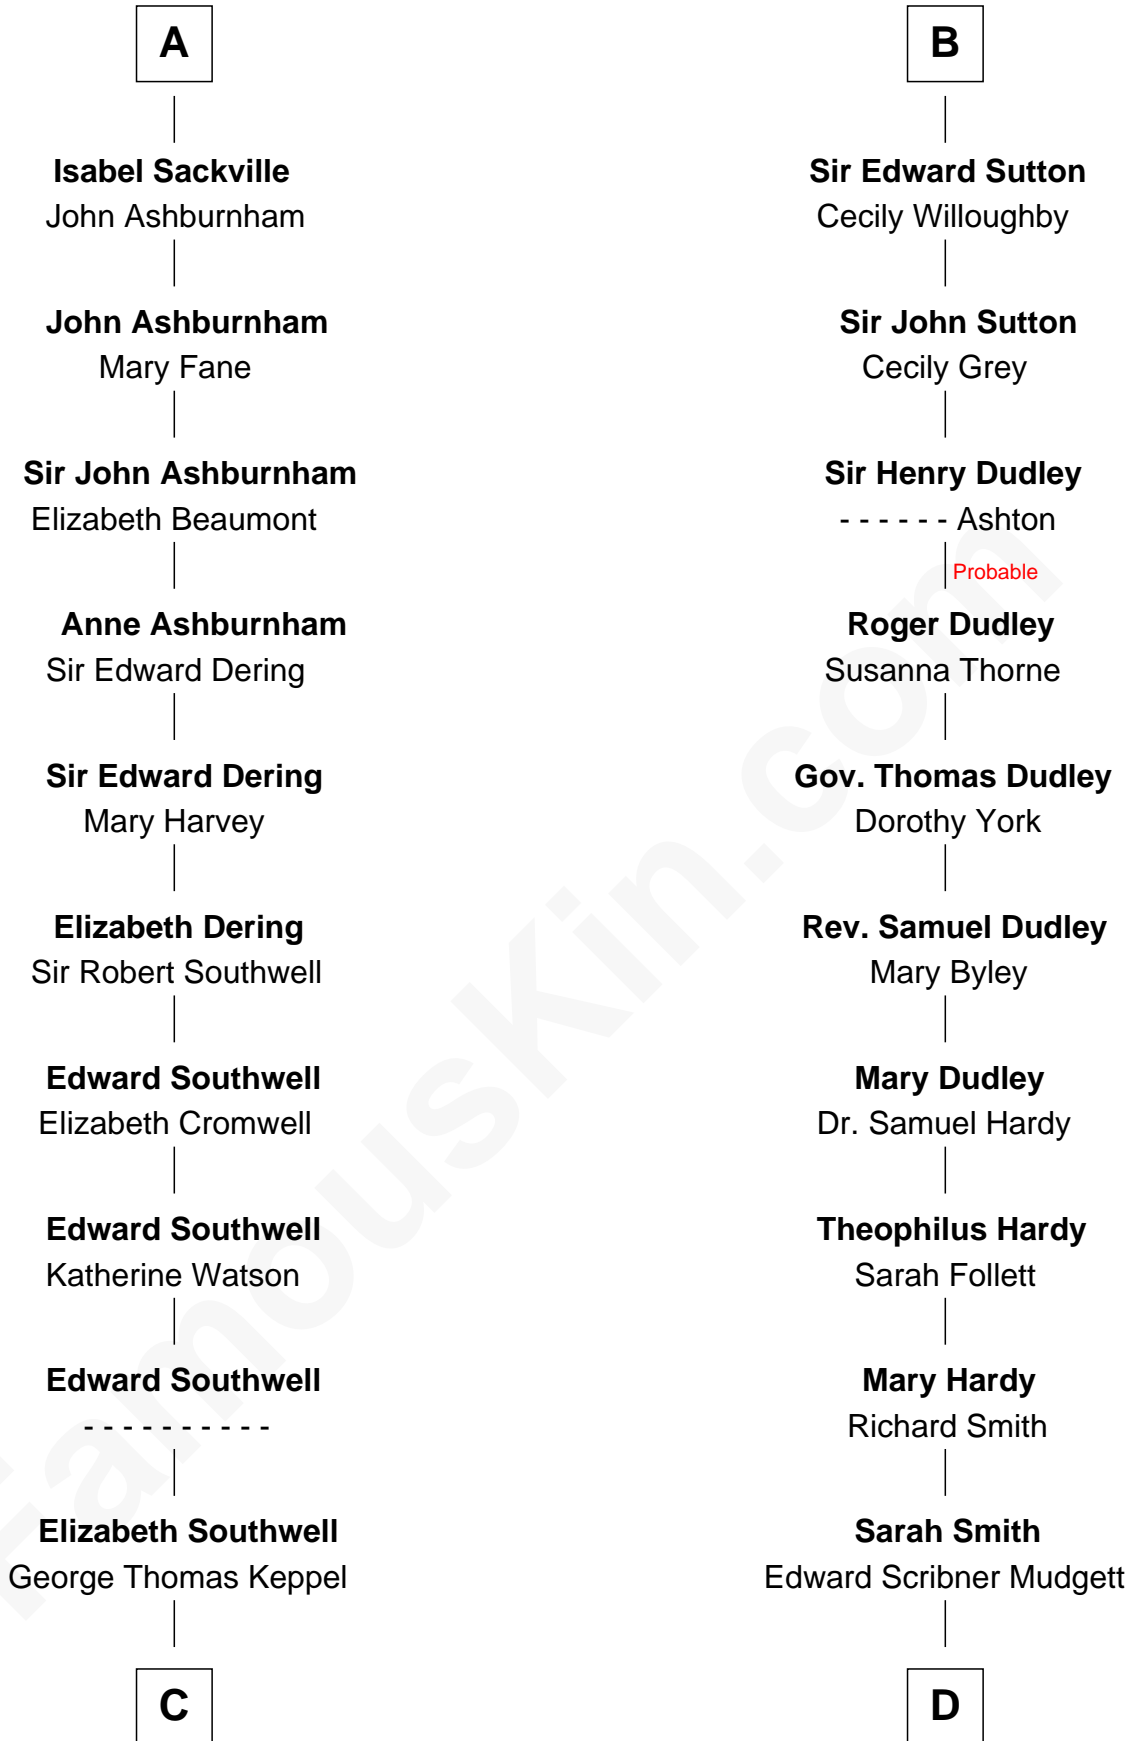 A
Isabel Sackville
John Ashburnham
John Ashburnham
Mary Fane
Sir John Ashburnham
Elizabeth Beaumont
Anne Ashburnham
Sir Edward Dering
Sir Edward Dering
Mary Harvey
Elizabeth Dering
Sir Robert Southwell
Edward Southwell
Elizabeth Cromwell
Edward Southwell
Katherine Watson
Edward Southwell
- - - - - - - - - -
Elizabeth Southwell
George Thomas Keppel
C
B
Sir Edward Sutton
Cecily Willoughby
Sir John Sutton
Cecily Grey
Sir Henry Dudley
- - - - - - Ashton
Probable
Roger Dudley
Susanna Thorne
Gov. Thomas Dudley
Dorothy York
Rev. Samuel Dudley
Mary Byley
Mary Dudley
Dr. Samuel Hardy
Theophilus Hardy
Sarah Follett
Mary Hardy
Richard Smith
Sarah Smith
Edward Scribner Mudgett
D
FamousKin.com